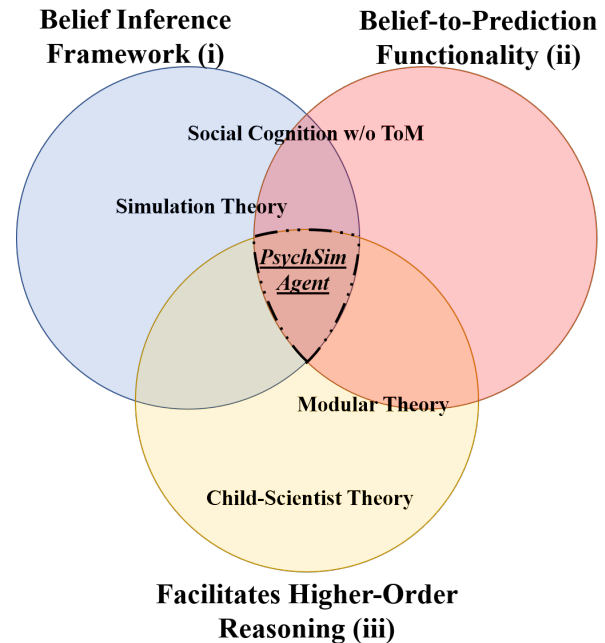 Belief Inference
Framework (i)
Belief-to-Prediction
Functionality (ii)
Social Cognition w/o ToM
Simulation Theory
PsychSim
Agent
Modular Theory
Child-Scientist Theory
Facilitates Higher-Order
Reasoning (iii)